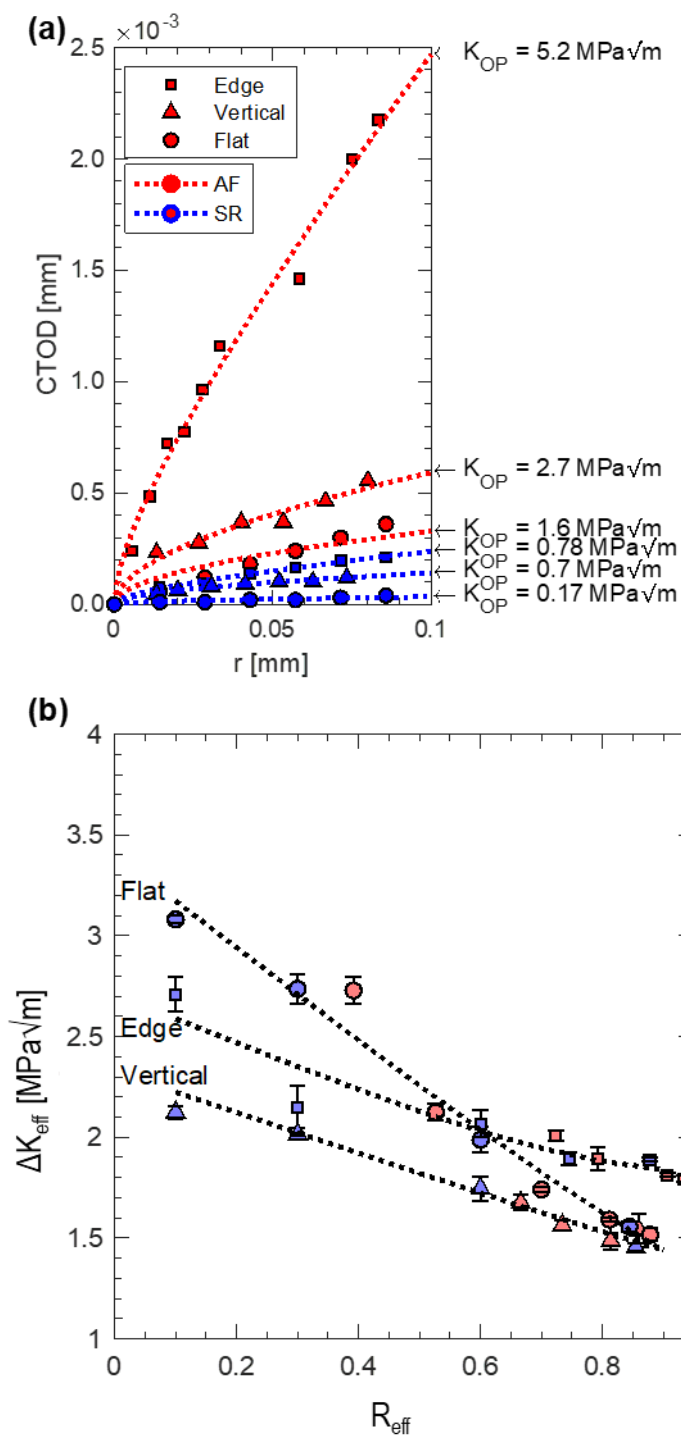 (a)
×10⁻³
2.5
2.0
1.5
1.0
0.5
0.0
CTOD [mm]
Edge
Vertical
Flat
AF
SR
← K_OP = 5.2 MPa√m
← K_OP = 2.7 MPa√m
← K_OP = 1.6 MPa√m
← K_OP = 0.78 MPa√m
← K_OP = 0.7 MPa√m
← K_OP = 0.17 MPa√m
0 0.05 0.1
r [mm]
(b)
4
3.5
3
2.5
2
1.5
1
ΔK_eff [MPa√m]
Flat
Edge
Vertical
0 0.2 0.4 0.6 0.8
R_eff